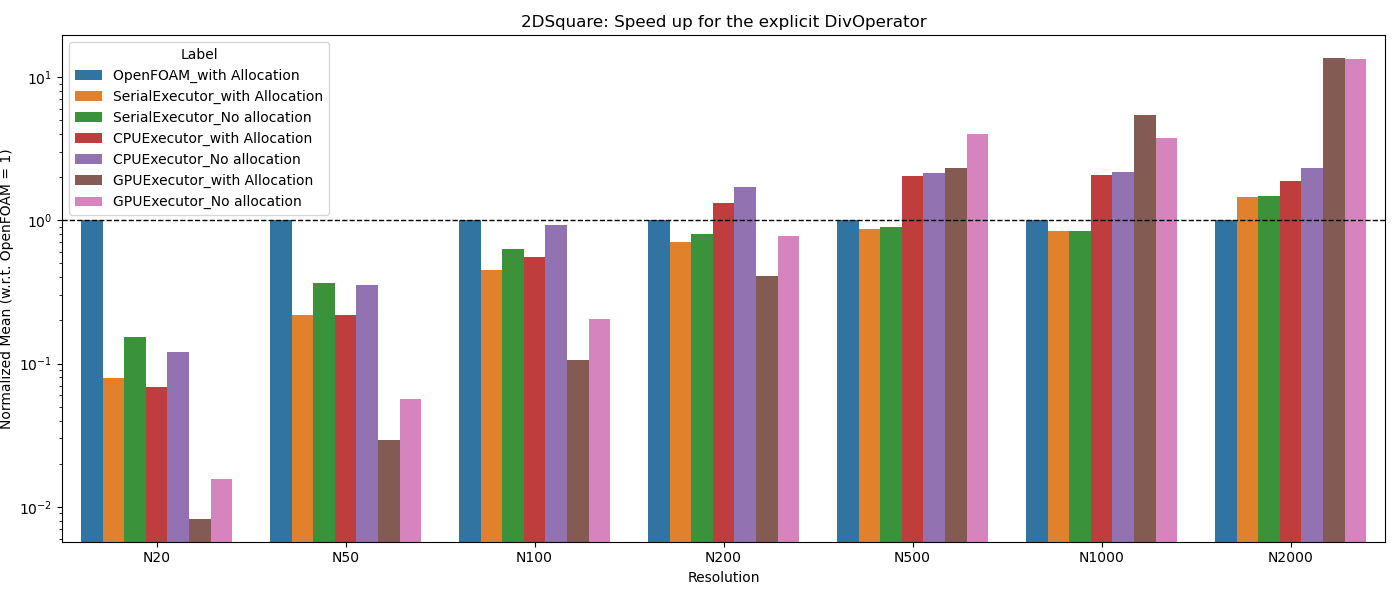 2DSquare: Speed up for the explicit DivOperator
Normalized Mean (w.r.t. OpenFOAM = 1)
10¹
10⁰
10⁻¹
10⁻²
Label
OpenFOAM_with Allocation
SerialExecutor_with Allocation
SerialExecutor_No allocation
CPUExecutor_with Allocation
CPUExecutor_No allocation
GPUExecutor_with Allocation
GPUExecutor_No allocation
N20 N50 N100 N200 N500 N1000 N2000
Resolution